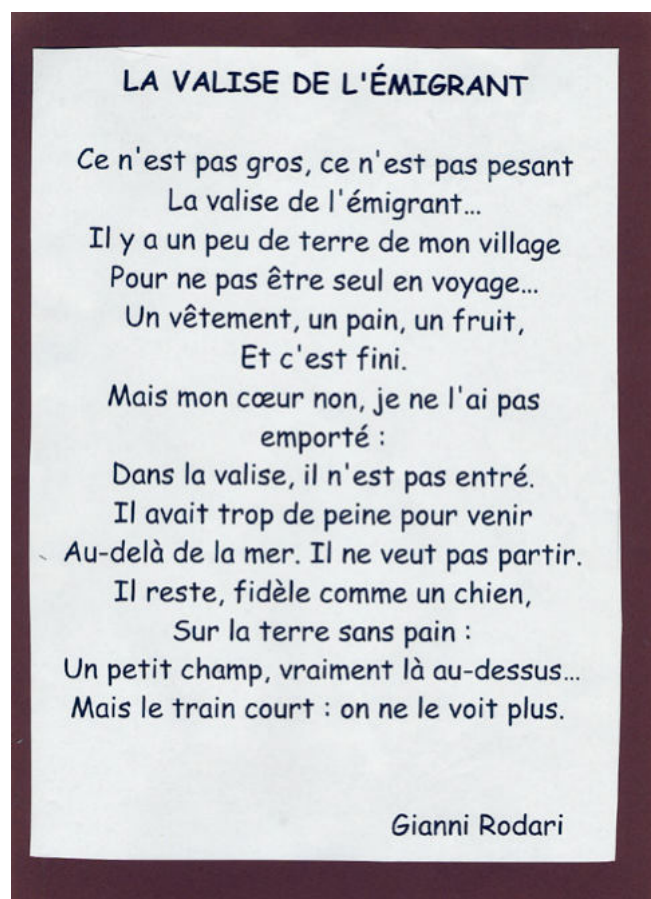 LA VALISE DE L'ÉMIGRANT
Ce n'est pas gros, ce n'est pas pesant
La valise de l'émigrant...
Il y a un peu de terre de mon village
Pour ne pas être seul en voyage...
Un vêtement, un pain, un fruit,
Et c'est fini.
Mais mon cœur non, je ne l'ai pas
emporté :
Dans la valise, il n'est pas entré.
Il avait trop de peine pour venir
Au-delà de la mer. Il ne veut pas partir.
Il reste, fidèle comme un chien,
Sur la terre sans pain :
Un petit champ, vraiment là au-dessus...
Mais le train court : on ne le voit plus.
Gianni Rodari